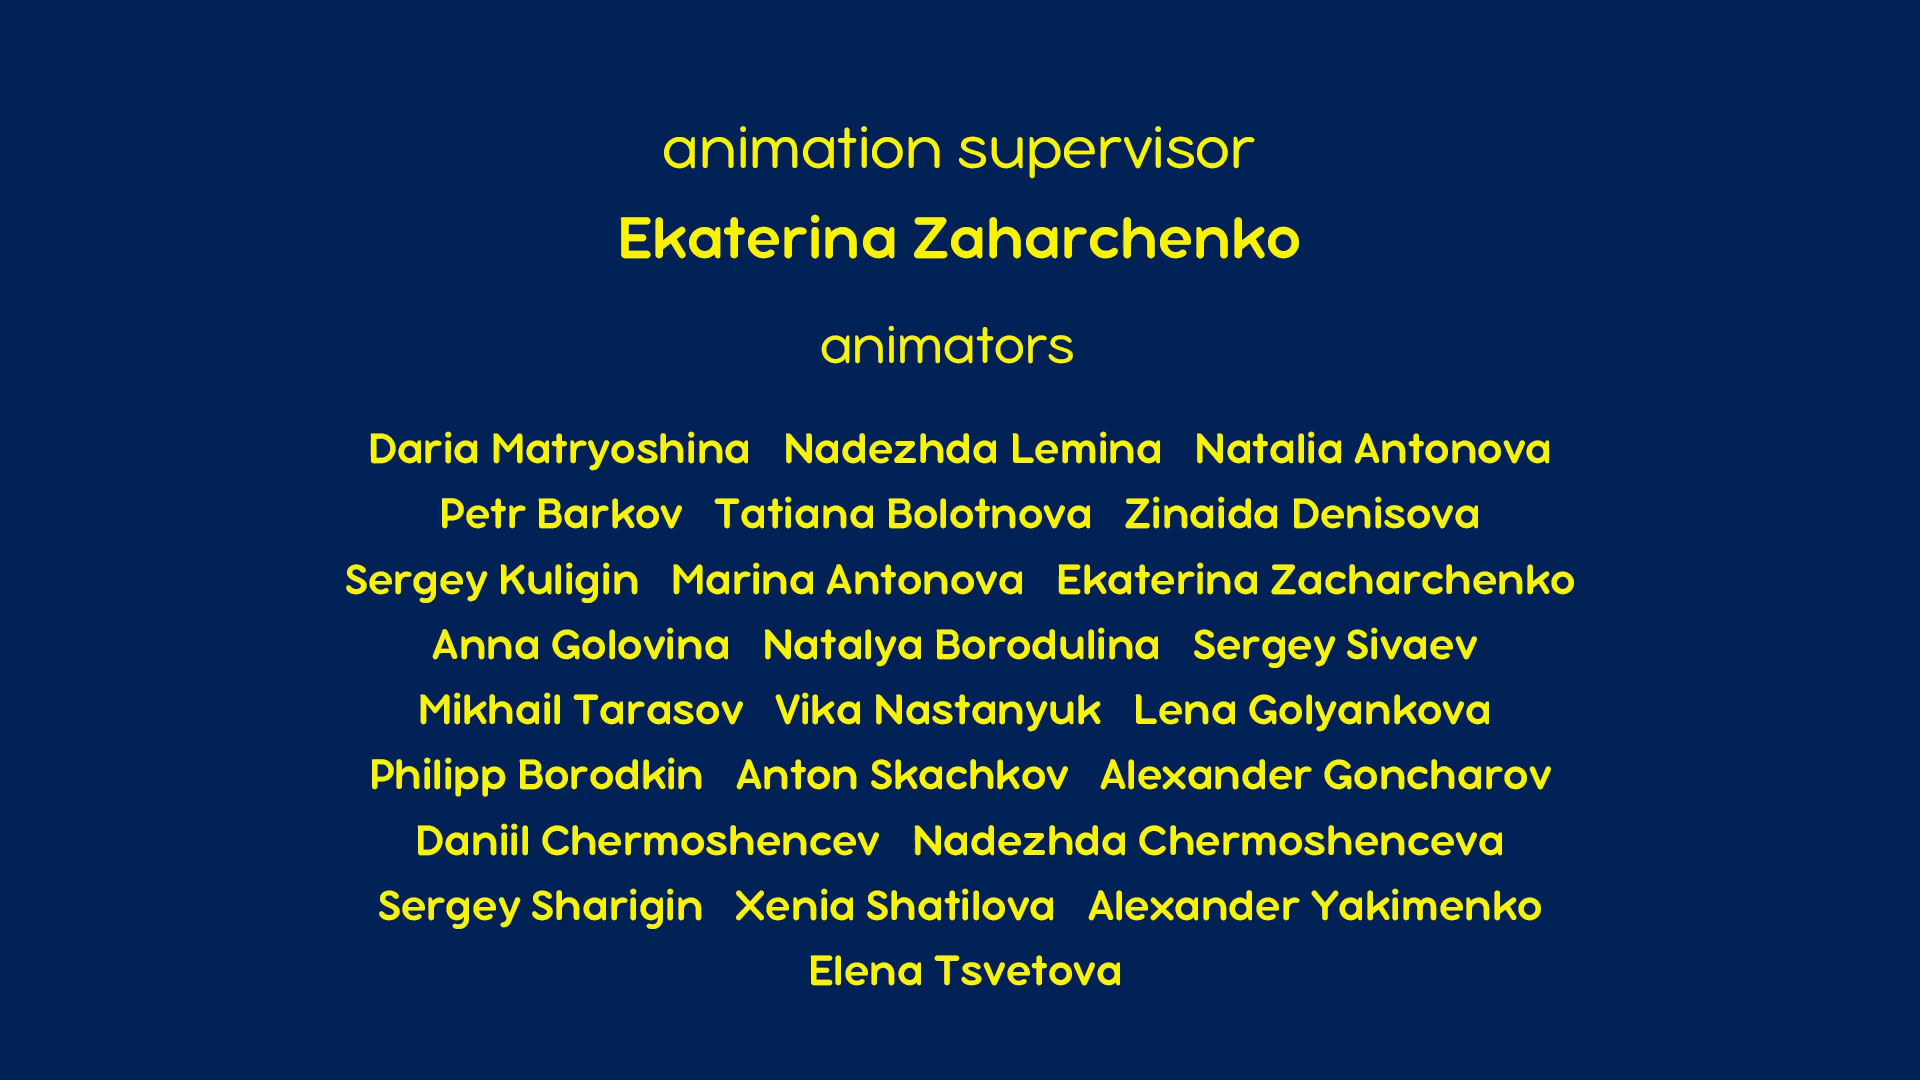 animation supervisor
Ekaterina Zaharchenko
animators
Daria Matryoshina Nadezhda Lemina Natalia Antonova
Petr Barkov Tatiana Bolotnova Zinaida Denisova
Sergey Kuligin Marina Antonova Ekaterina Zacharchenko
Anna Golovina Natalya Borodulina Sergey Sivaev
Mikhail Tarasov Vika Nastanyuk Lena Golyankova
Philipp Borodkin Anton Skachkov Alexander Goncharov
Daniil Chermoshencev Nadezhda Chermoshenceva
Sergey Sharigin Xenia Shatilova Alexander Yakimenko
Elena Tsvetova